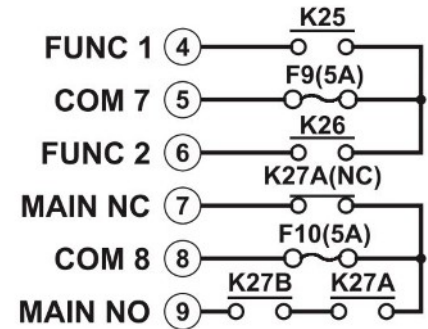 K25
FUNC 1 4
F9(5A)
COM 7 5
K26
FUNC 2 6
K27A(NC)
MAIN NC 7
F10(5A)
COM 8 8
K27B K27A
MAIN NO 9